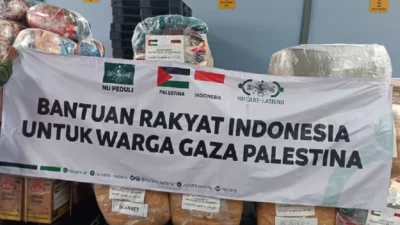 NU PEDULI
PALESTINA
INDONESIA
NU CARE-LAZISNU
BANTUAN RAKYAT INDONESIA
UNTUK WARGA GAZA PALESTINA
BLANKET